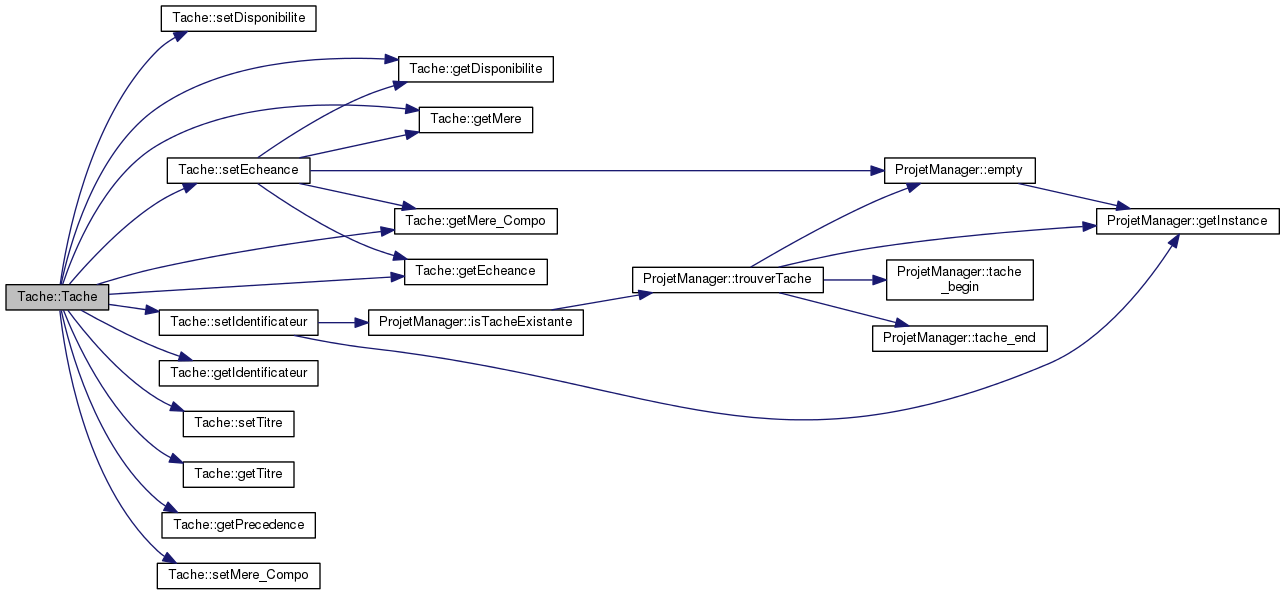 Tache::setDisponibilite
Tache::getDisponibilite
Tache::getMere
Tache::setEcheance
ProjetManager::empty
Tache::getMere_Compo
ProjetManager::getInstance
Tache::getEcheance
ProjetManager::trouverTache
ProjetManager::tache
_begin
Tache::Tache
Tache::setIdentificateur
ProjetManager::isTacheExistante
ProjetManager::tache_end
Tache::getIdentificateur
Tache::setTitre
Tache::getTitre
Tache::getPrecedence
Tache::setMere_Compo